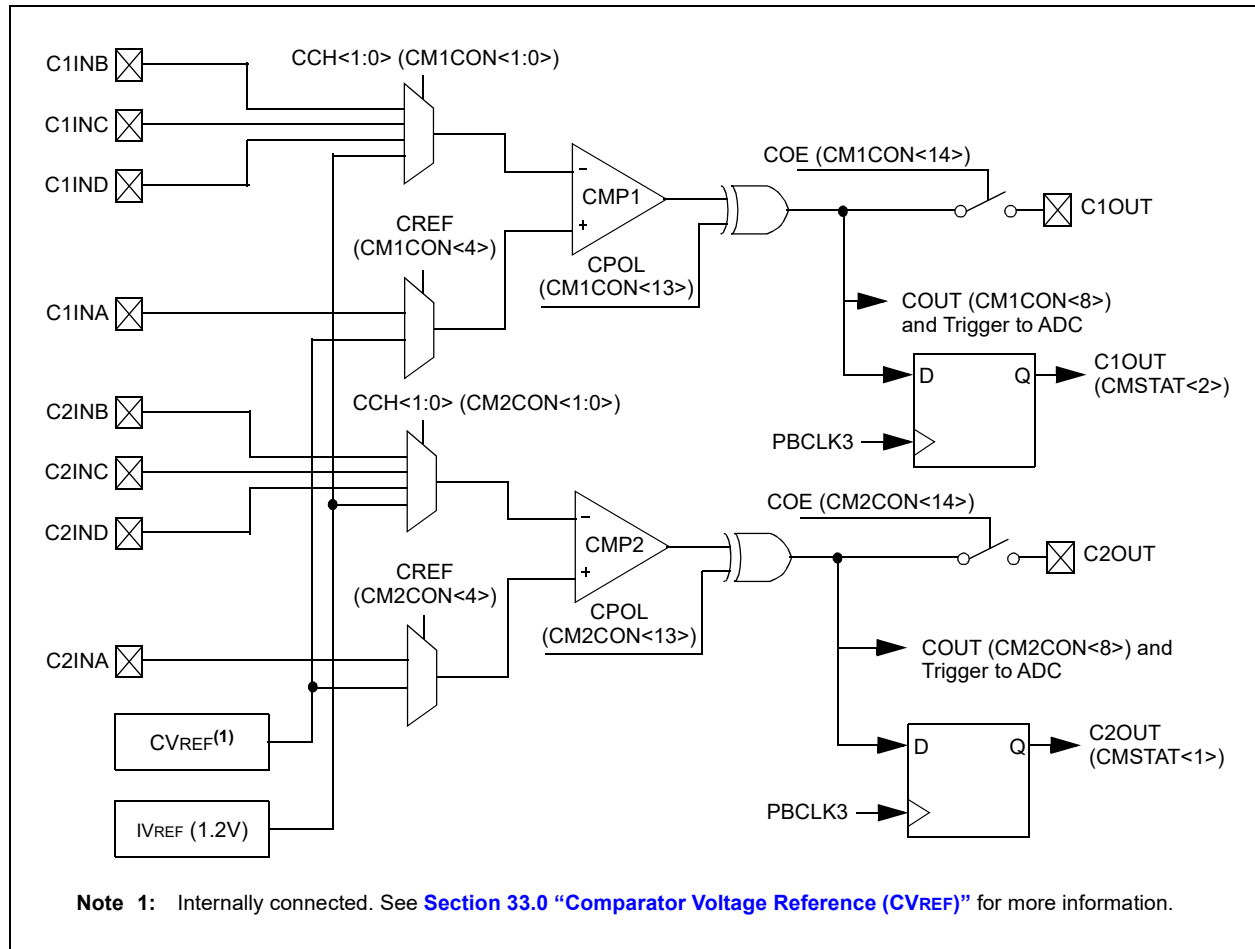 C1INB
CCH<1:0> (CM1CON<1:0>)
C1INC
C1IND
COE (CM1CON<14>)
CMP1
C1OUT
CREF
(CM1CON<4>)
CPOL
(CM1CON<13>)
C1INA
COUT (CM1CON<8>)
and Trigger to ADC
D
Q
C1OUT
(CMSTAT<2>)
PBCLK3
C2INB
CCH<1:0> (CM2CON<1:0>)
C2INC
C2IND
COE (CM2CON<14>)
CMP2
C2OUT
CREF
(CM2CON<4>)
CPOL
(CM2CON<13>)
C2INA
COUT (CM2CON<8>) and
Trigger to ADC
CVREF(1)
D
Q
C2OUT
(CMSTAT<1>)
PBCLK3
IVREF (1.2V)
Note 1: Internally connected. See Section 33.0 “Comparator Voltage Reference (CVREF)” for more information.